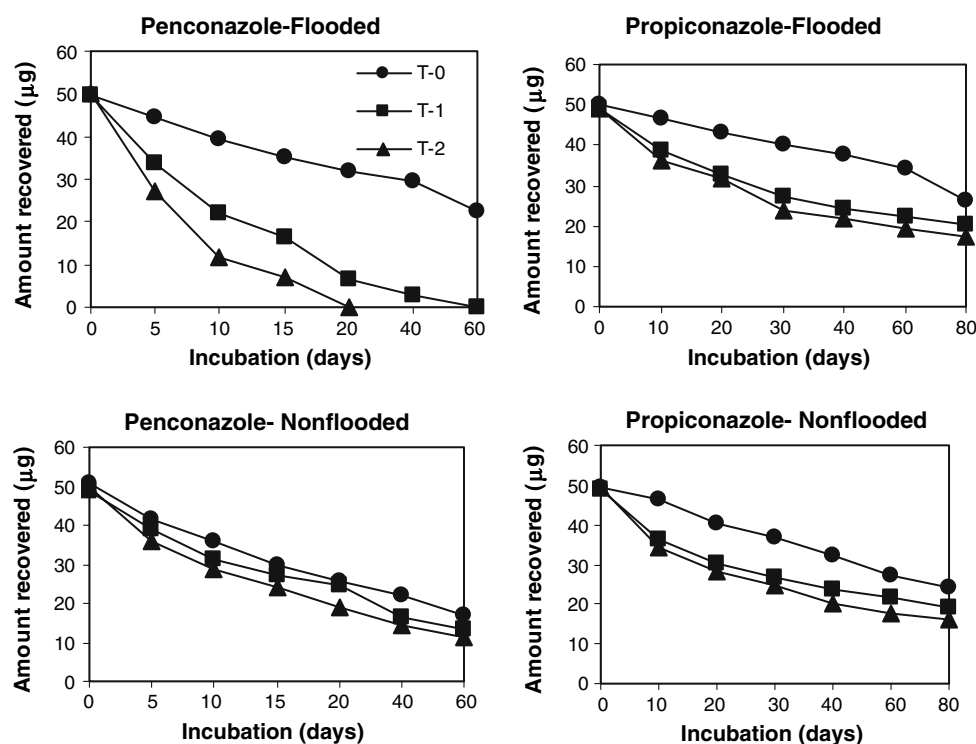 Penconazole-Flooded
Amount recovered (μg)
60
50
40
30
20
10
0
T-0
T-1
T-2
0 5 10 15 20 40 60
Incubation (days)
Propiconazole-Flooded
Amount recovered (μg)
60
50
40
30
20
10
0
0 10 20 30 40 60 80
Incubation (days)
Penconazole- Nonflooded
Amount recovered (μg)
60
50
40
30
20
10
0
0 5 10 15 20 40 60
Incubation (days)
Propiconazole- Nonflooded
Amount recovered (μg)
60
50
40
30
20
10
0
0 10 20 30 40 60 80
Incubation (days)